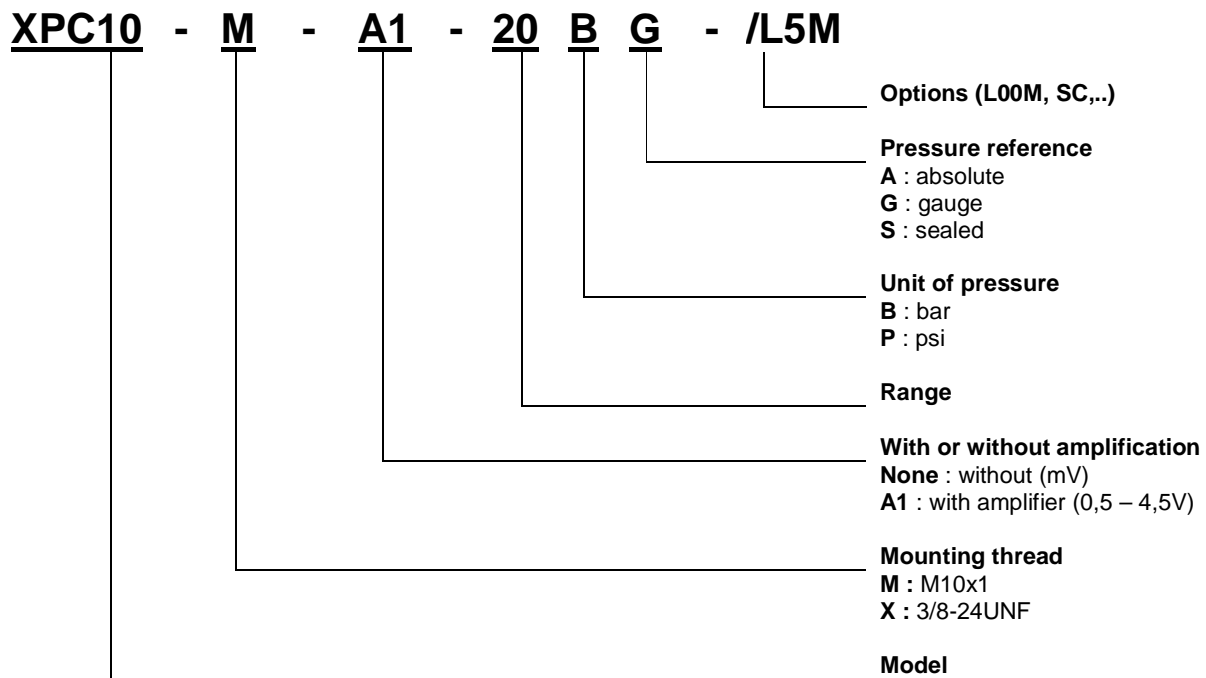 XPC10 - M - A1 - 20 B G - /L5M
Options (L00M, SC,..)
Pressure reference
A : absolute
G : gauge
S : sealed
Unit of pressure
B : bar
P : psi
Range
With or without amplification
None : without (mV)
A1 : with amplifier (0,5 – 4,5V)
Mounting thread
M : M10x1
X : 3/8-24UNF
Model